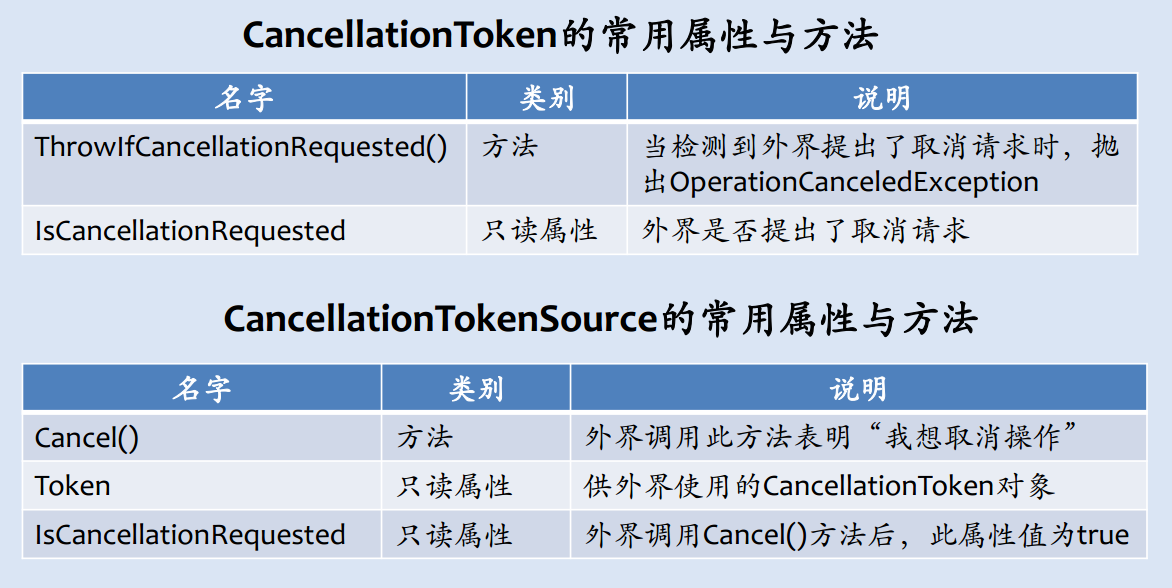 CancellationToken的常用属性与方法
名字 类别 说明
ThrowIfCancellationRequested() 方法 当检测到外界提出了取消请求时，抛
出OperationCanceledException
IsCancellationRequested 只读属性 外界是否提出了取消请求
CancellationTokenSource的常用属性与方法
名字 类别 说明
Cancel() 方法 外界调用此方法表明“我想取消操作”
Token 只读属性 供外界使用的CancellationToken对象
IsCancellationRequested 只读属性 外界调用Cancel()方法后，此属性值为true